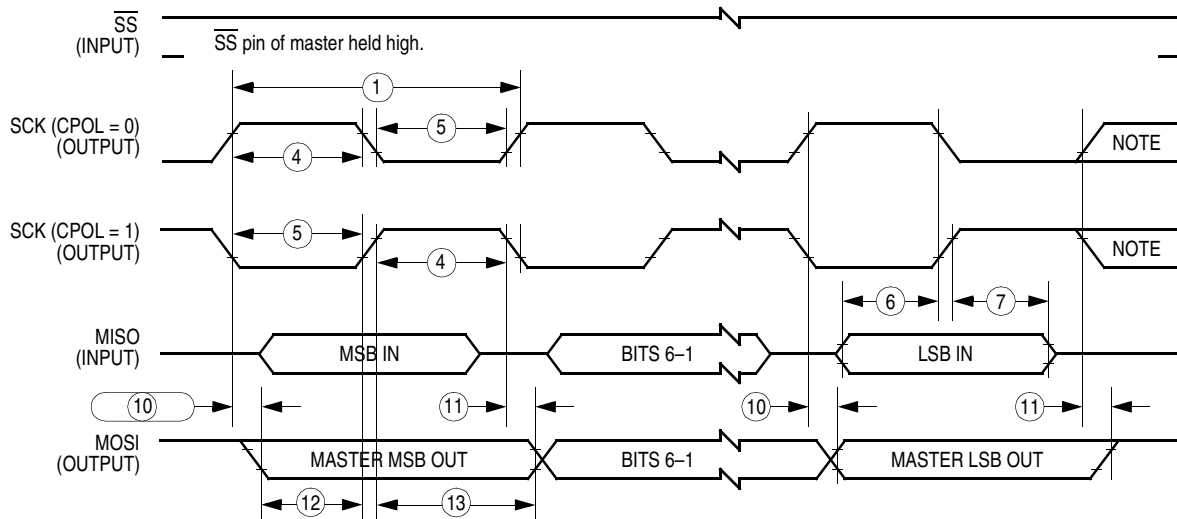 SS
(INPUT)
SS pin of master held high.
1
SCK (CPOL = 0)
(OUTPUT)
5
4
NOTE
SCK (CPOL = 1)
(OUTPUT)
5
4
NOTE
6
7
MISO
(INPUT)
MSB IN
BITS 6–1
LSB IN
10
11
10
11
MOSI
(OUTPUT)
MASTER MSB OUT
BITS 6–1
MASTER LSB OUT
12
13